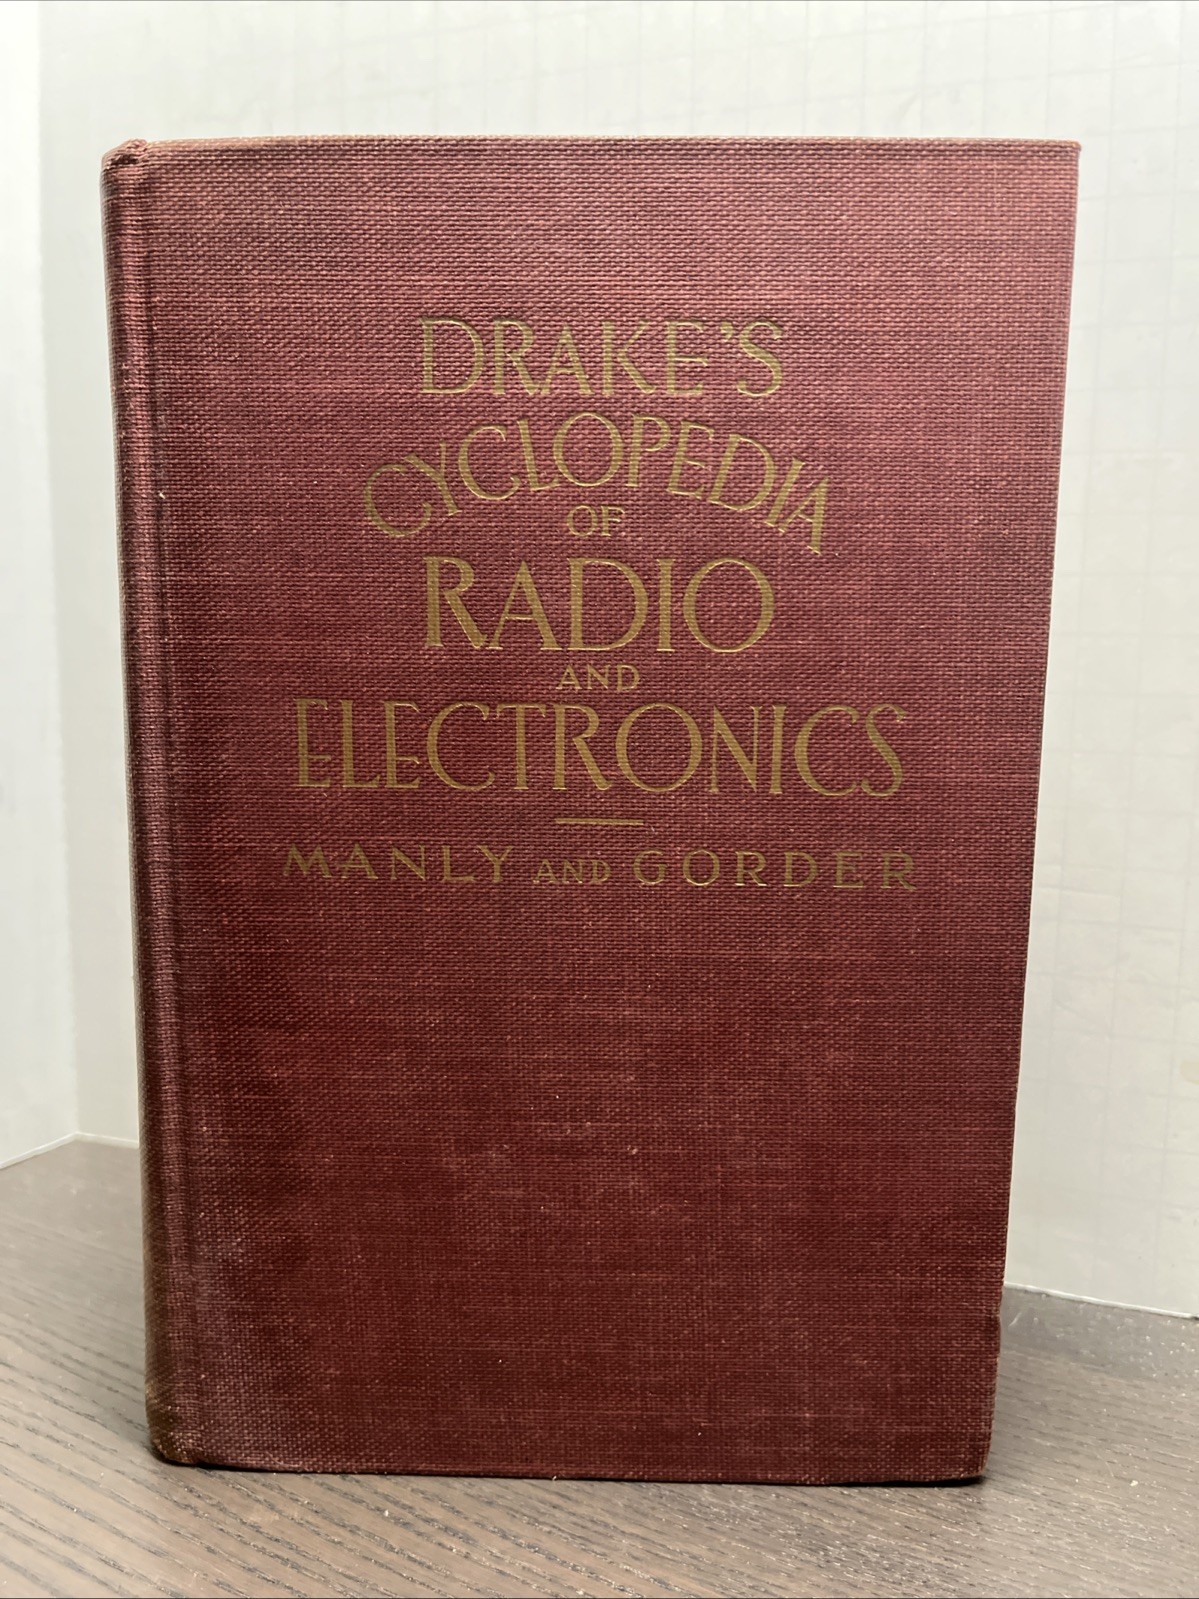 DRAKE'S
CYCLOPEDIA
OF
RADIO
AND
ELECTRONICS
MANLY AND GORDER